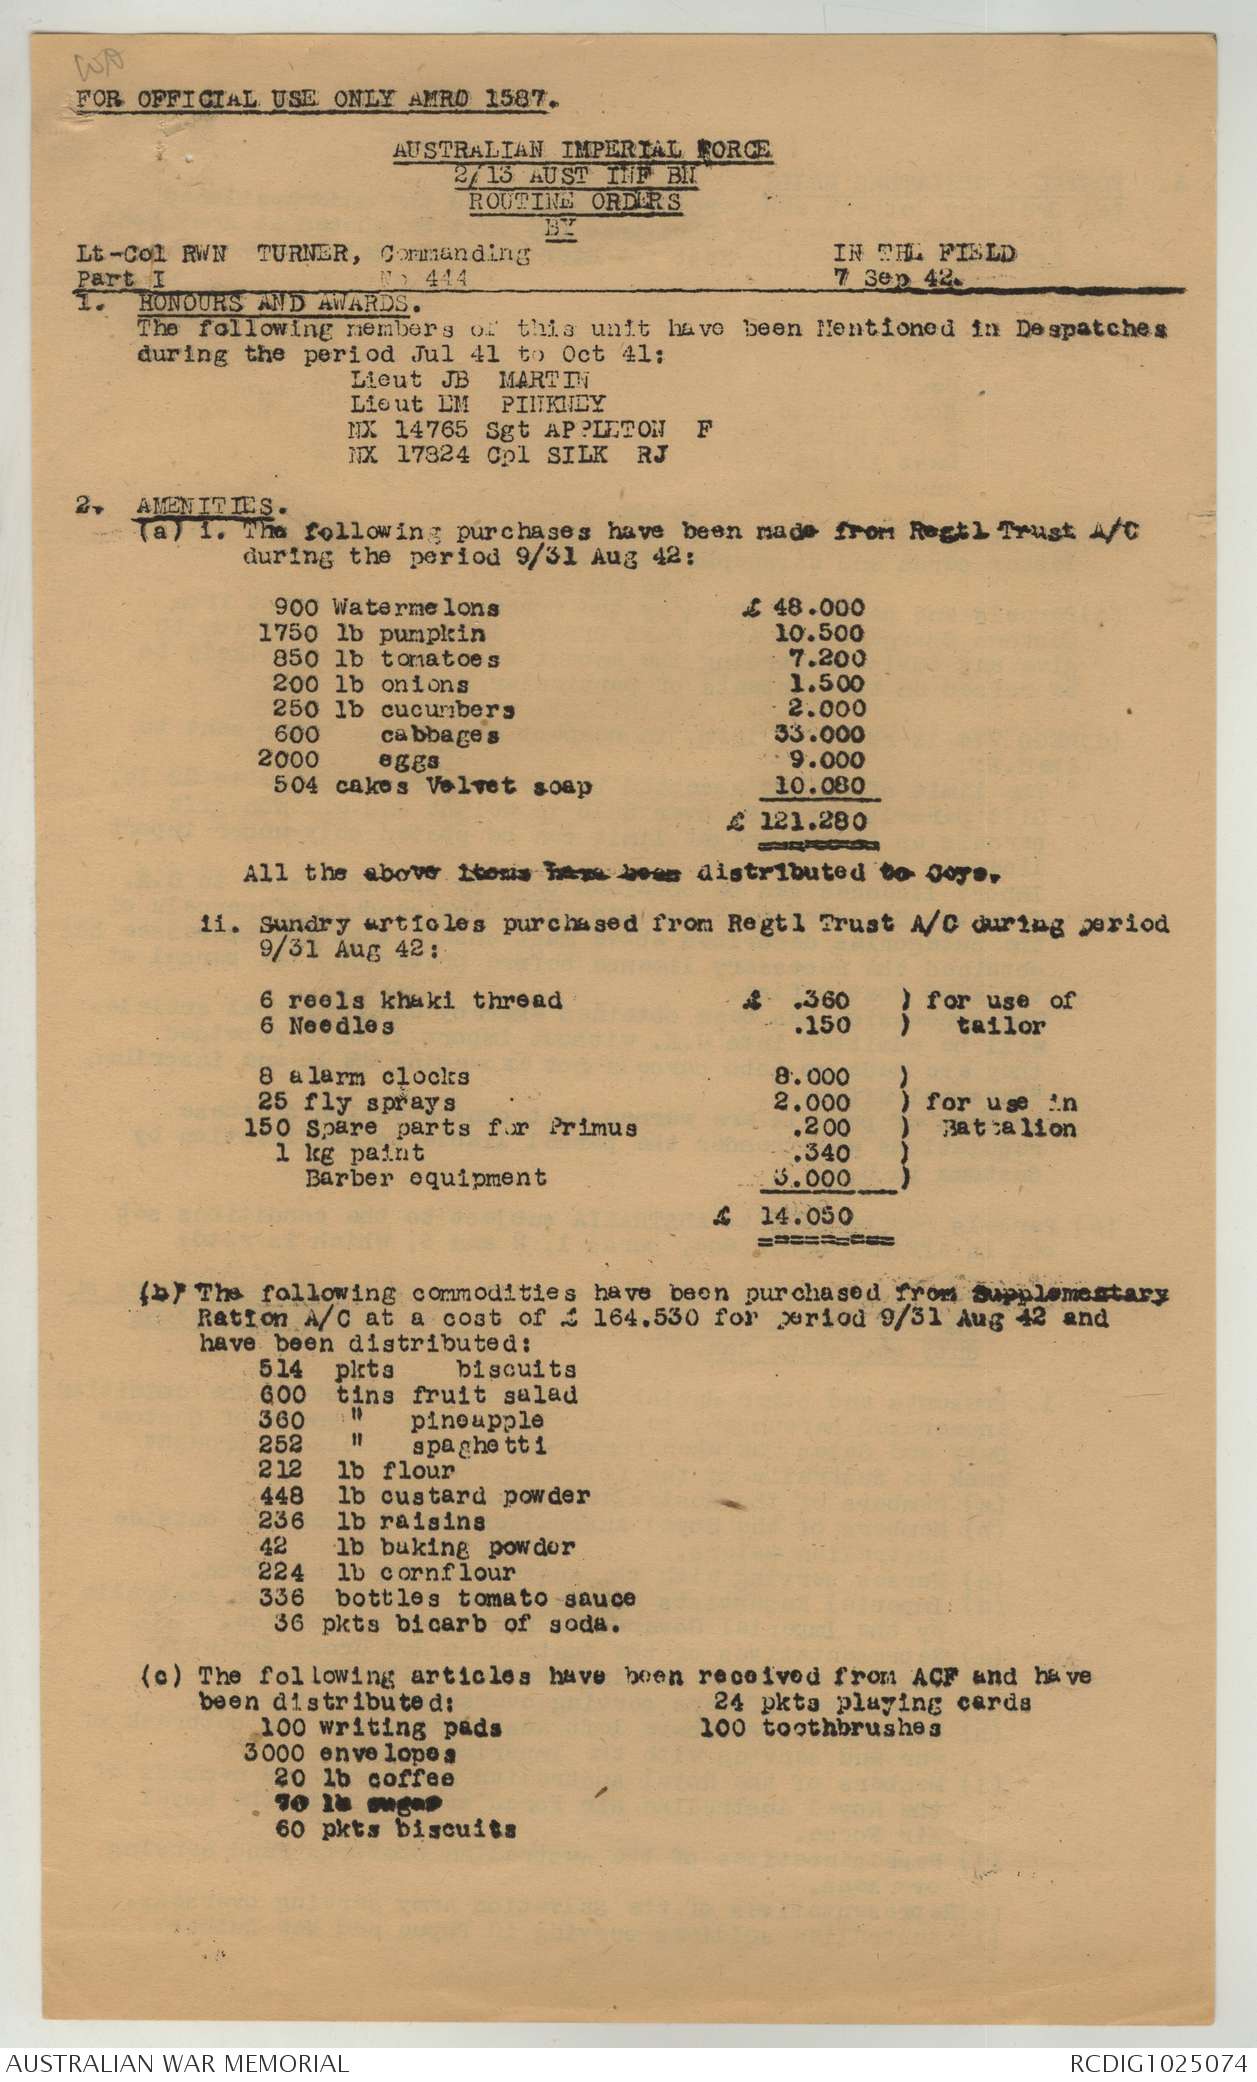 FOR OFFICIAL USE ONLY AMRO 1587.
AUSTRALIAN IMPERIAL FORCE
2/13 AUST INF BN
ROUTINE ORDERS
BY
Lt-Col RWN TURNER, Commanding IN THE FIELD
Part I No 444 7 Sep 42.
1. HONOURS AND AWARDS.
The following members of this unit have been Mentioned in Despatches
during the period Jul 41 to Oct 41:
Lieut JB MARTIN
Lieut EM PINKNEY
NX 14765 Sgt APPLETON F
NX 17824 Cpl SILK RJ
2. AMENITIES.
(a) i. The following purchases have been made from Regtl Trust A/C
during the period 9/31 Aug 42:
900 Watermelons £ 48.000
1750 lb pumpkin 10.500
850 lb tomatoes 7.200
200 lb onions 1.500
250 lb cucumbers 2.000
600 cabbages 33.000
2000 eggs 9.000
504 cakes Velvet soap 10.080
£ 121.280
All the above items have been distributed to Coys.
ii. Sundry articles purchased from Regtl Trust A/C during period
9/31 Aug 42:
6 reels khaki thread £ .360 ) for use of
6 Needles .150 ) tailor
8 alarm clocks 8.000 )
25 fly sprays 2.000 ) for use in
150 Spare parts for Primus .200 ) Battalion
1 kg paint .340 )
Barber equipment 3.000 )
£ 14.050
(b) The following commodities have been purchased from Supplementary
Ration A/C at a cost of £ 164.530 for period 9/31 Aug 42 and
have been distributed:
514 pkts biscuits
600 tins fruit salad
360 " pineapple
252 " spaghetti
212 lb flour
448 lb custard powder
236 lb raisins
42 lb baking powder
224 lb cornflour
336 bottles tomato sauce
36 pkts bicarb of soda.
(c) The following articles have been received from ACF and have
been distributed: 24 pkts playing cards
100 writing pads 100 toothbrushes
3000 envelopes
20 lb coffee
70 lb sugar
60 pkts biscuits
AUSTRALIAN WAR MEMORIAL RCDIG1025074